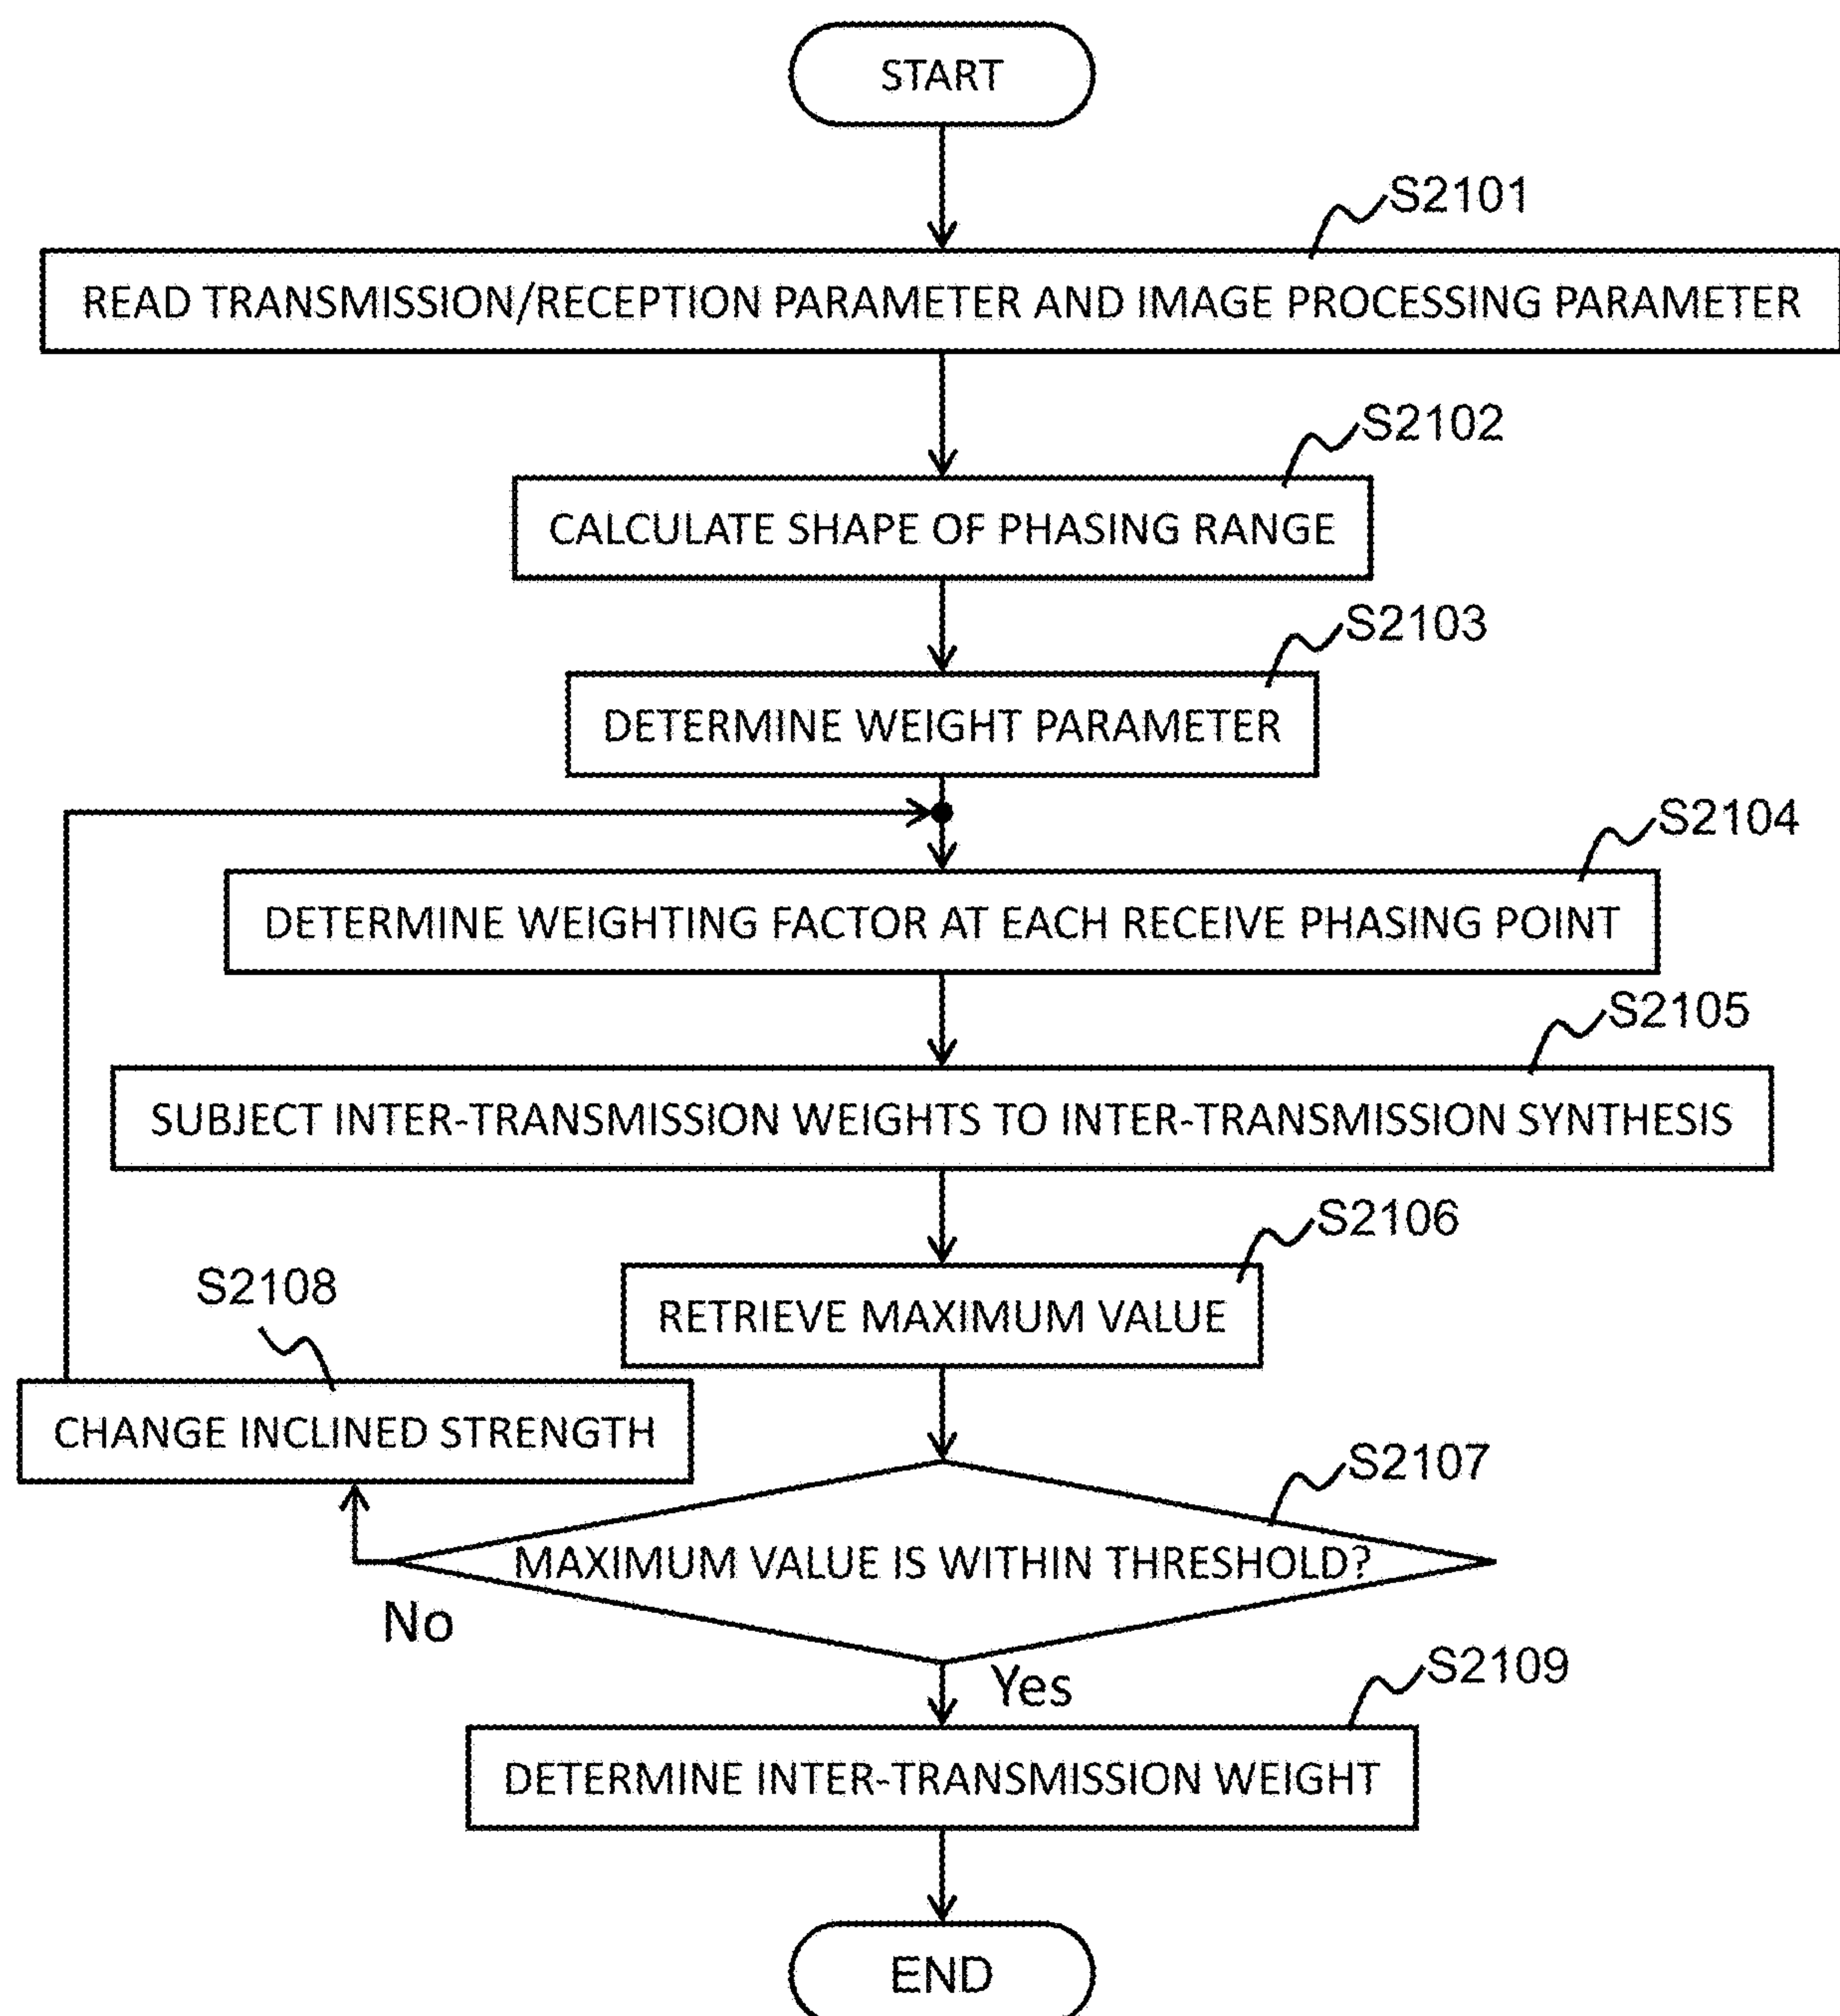 START
S2101
READ TRANSMISSION/RECEPTION PARAMETER AND IMAGE PROCESSING PARAMETER
S2102
CALCULATE SHAPE OF PHASING RANGE
S2103
DETERMINE WEIGHT PARAMETER
S2104
DETERMINE WEIGHTING FACTOR AT EACH RECEIVE PHASING POINT
S2105
SUBJECT INTER-TRANSMISSION WEIGHTS TO INTER-TRANSMISSION SYNTHESIS
S2106
RETRIEVE MAXIMUM VALUE
S2108
CHANGE INCLINED STRENGTH
S2107
MAXIMUM VALUE IS WITHIN THRESHOLD?
No
Yes
S2109
DETERMINE INTER-TRANSMISSION WEIGHT
END